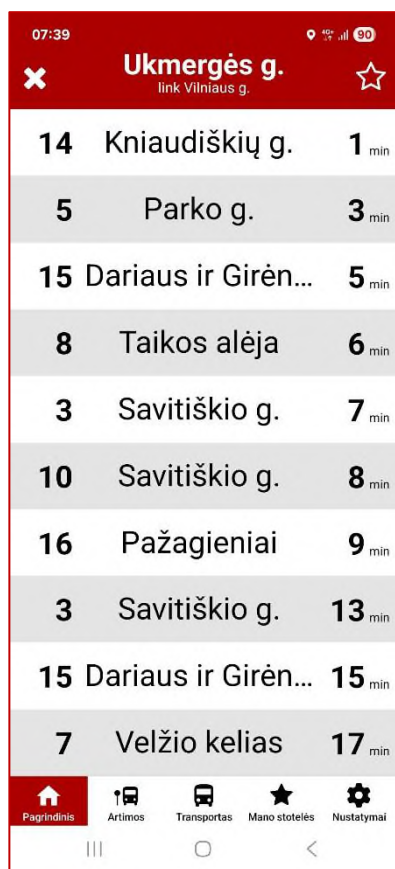 07:39 4G+ 90
Ukmergės g.
link Vilniaus g.
14 Kniaudiškių g. 1 min
5 Parko g. 3 min
15 Dariaus ir Girėn... 5 min
8 Taikos alėja 6 min
3 Savitiškio g. 7 min
10 Savitiškio g. 8 min
16 Pažagieniai 9 min
3 Savitiškio g. 13 min
15 Dariaus ir Girėn... 15 min
7 Velžio kelias 17 min
Pagrindinis Artimos Transportas Mano stotelės Nustatymai